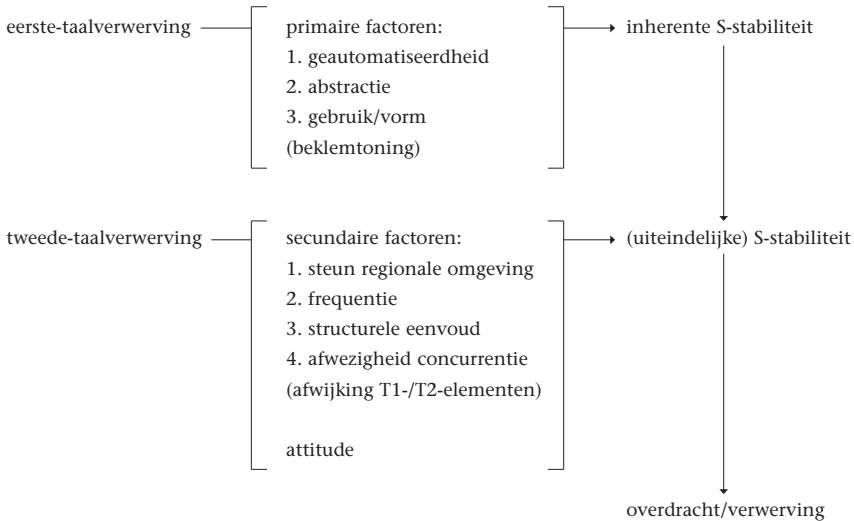 eerste-taalverwerving
primaire factoren:
1. geautomatiseerdheid
2. abstractie
3. gebruik/vorm
(beklemtoning)
inherente S-stabiliteit
tweede-taalverwerving
secundaire factoren:
1. steun regionale omgeving
2. frequentie
3. structurele eenvoud
4. afwezigheid concurrentie
(afwijking T1-/T2-elementen)
attitude
(uiteindelijke) S-stabiliteit
overdracht/verwerving